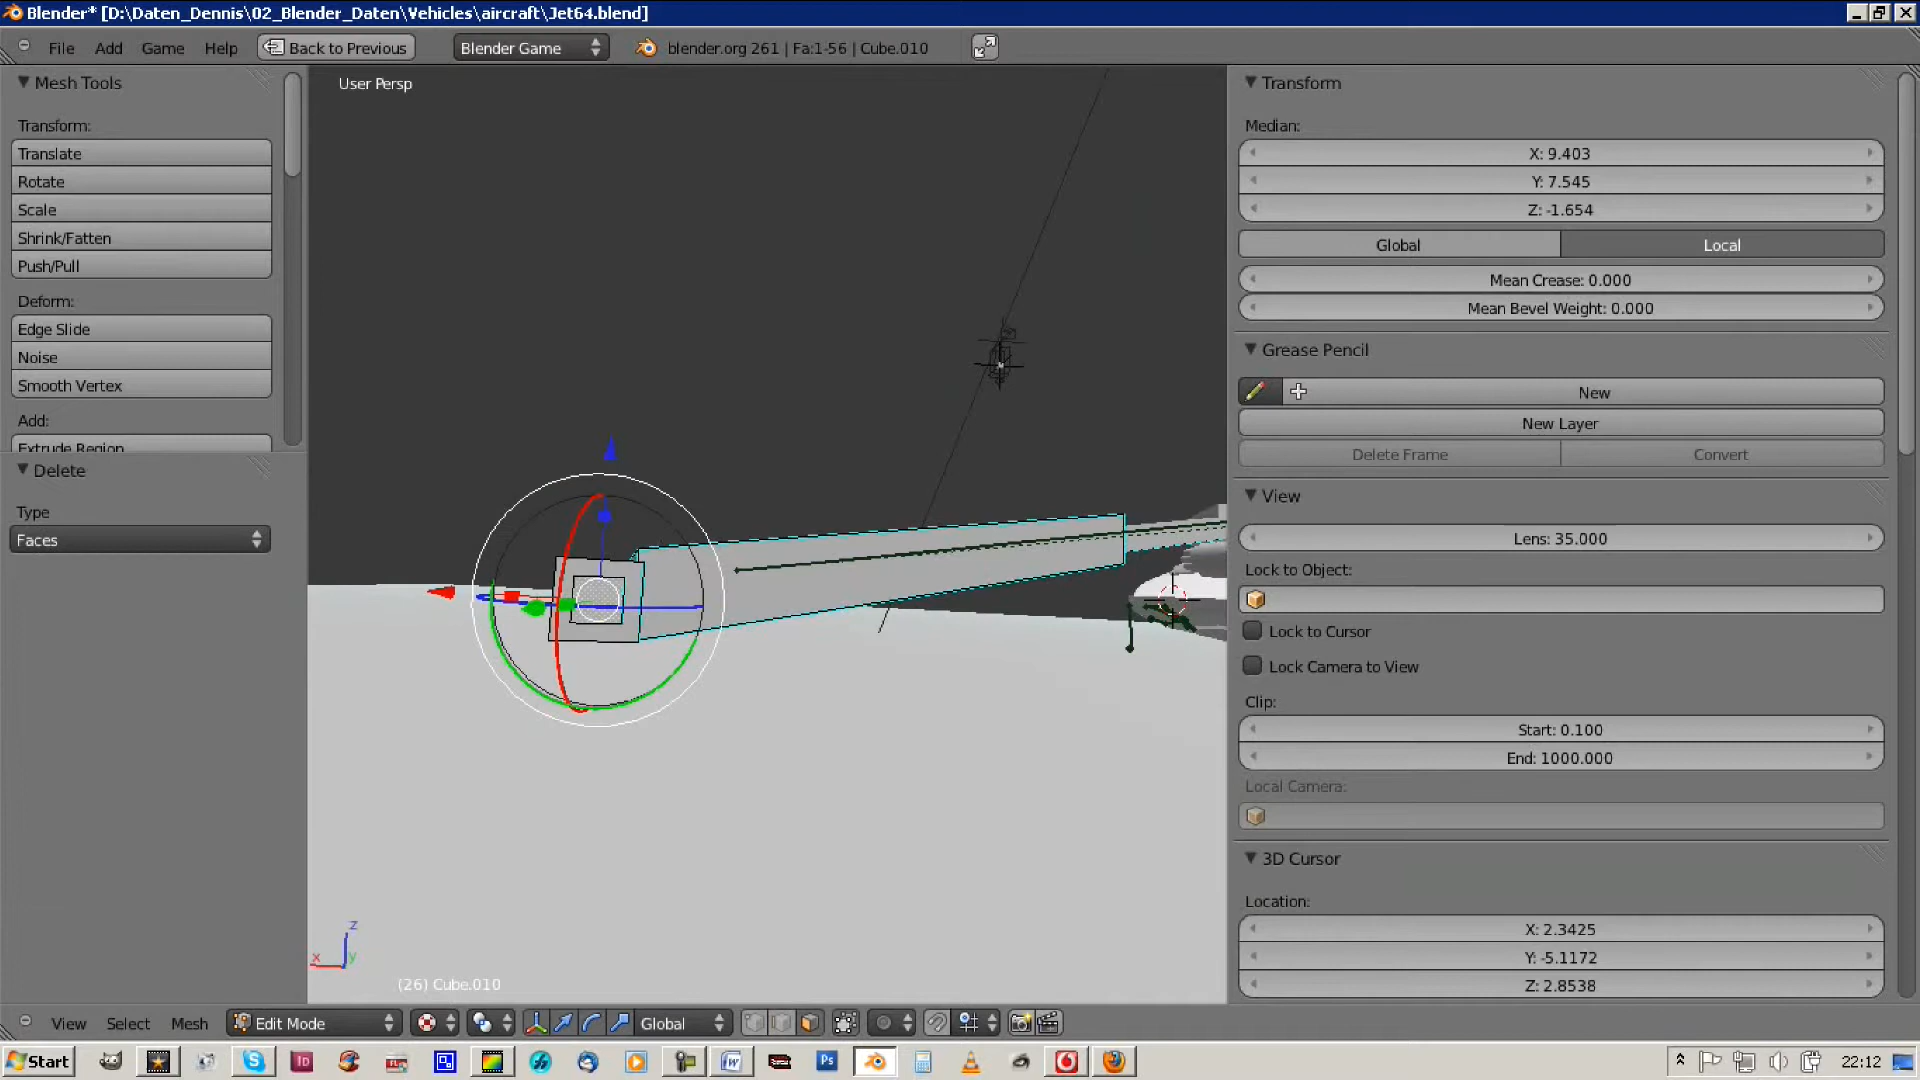 Blender* [D:\Daten_Dennis\02_Blender_Daten\Vehicles\aircraft\Jet64.blend]
File Add Game Help Back to Previous Blender Game blender.org 261 | Fa:1-56 | Cube.010
Mesh Tools
Transform:
Translate
Rotate
Scale
Shrink/Fatten
Push/Pull
Deform:
Edge Slide
Noise
Smooth Vertex
Add:
Extrude Region
Delete
Type
Faces
User Persp
z
x y
(26) Cube.010
Transform
Median:
X: 9.403
Y: 7.545
Z: -1.654
Global Local
Mean Crease: 0.000
Mean Bevel Weight: 0.000
Grease Pencil
New
New Layer
Delete Frame Convert
View
Lens: 35.000
Lock to Object:
Lock to Cursor
Lock Camera to View
Clip:
Start: 0.100
End: 1000.000
Local Camera:
3D Cursor
Location:
X: 2.3425
Y: -5.1172
Z: 2.8538
View Select Mesh Edit Mode Global
Start 22:12